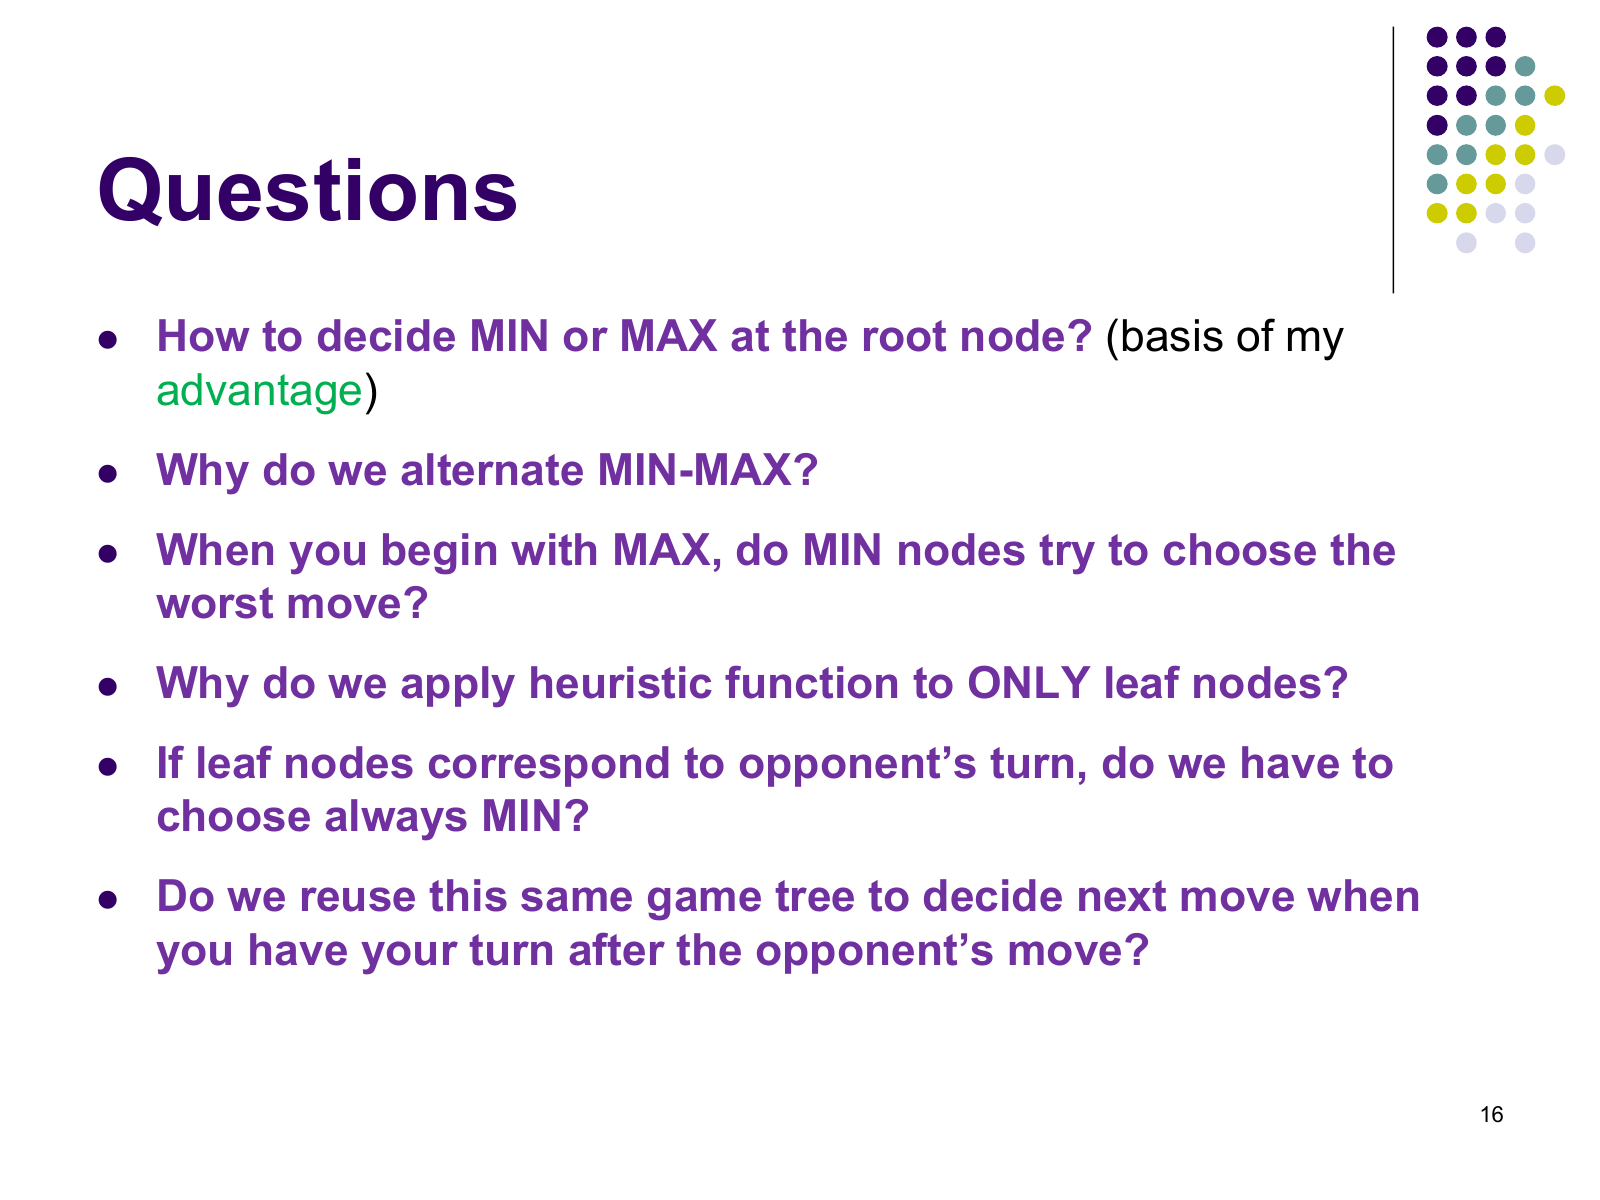 Questions
● How to decide MIN or MAX at the root node? (basis of my
advantage)
● Why do we alternate MIN-MAX?
● When you begin with MAX, do MIN nodes try to choose the
worst move?
● Why do we apply heuristic function to ONLY leaf nodes?
● If leaf nodes correspond to opponent’s turn, do we have to
choose always MIN?
● Do we reuse this same game tree to decide next move when
you have your turn after the opponent’s move?
16